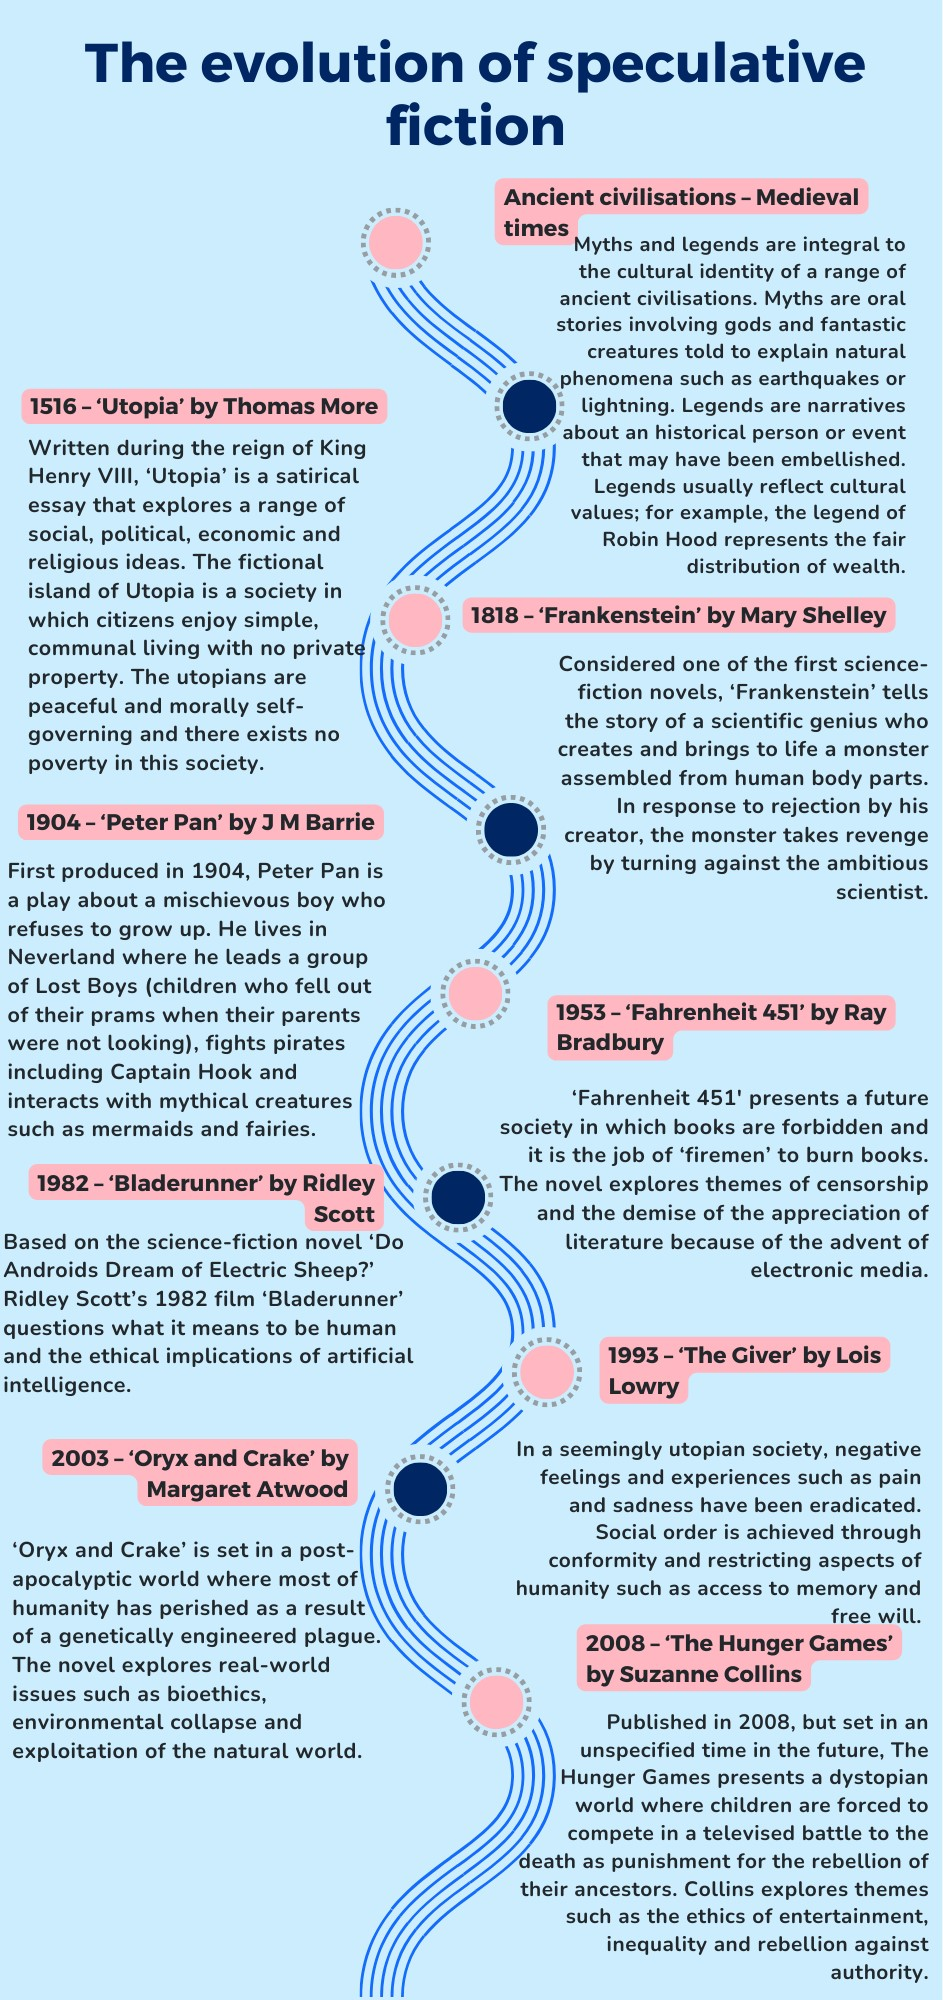 The evolution of speculative
fiction
Ancient civilisations – Medieval
times
Myths and legends are integral to
the cultural identity of a range of
ancient civilisations. Myths are oral
stories involving gods and fantastic
creatures told to explain natural
phenomena such as earthquakes or
lightning. Legends are narratives
about an historical person or event
that may have been embellished.
Legends usually reflect cultural
values; for example, the legend of
Robin Hood represents the fair
distribution of wealth.
1516 – ‘Utopia’ by Thomas More
Written during the reign of King
Henry VIII, ‘Utopia’ is a satirical
essay that explores a range of
social, political, economic and
religious ideas. The fictional
island of Utopia is a society in
which citizens enjoy simple,
communal living with no private
property. The utopians are
peaceful and morally self-
governing and there exists no
poverty in this society.
1818 – ‘Frankenstein’ by Mary Shelley
Considered one of the first science-
fiction novels, ‘Frankenstein’ tells
the story of a scientific genius who
creates and brings to life a monster
assembled from human body parts.
In response to rejection by his
creator, the monster takes revenge
by turning against the ambitious
scientist.
1904 – ‘Peter Pan’ by J M Barrie
First produced in 1904, Peter Pan is
a play about a mischievous boy who
refuses to grow up. He lives in
Neverland where he leads a group
of Lost Boys (children who fell out
of their prams when their parents
were not looking), fights pirates
including Captain Hook and
interacts with mythical creatures
such as mermaids and fairies.
1953 – ‘Fahrenheit 451’ by Ray
Bradbury
‘Fahrenheit 451' presents a future
society in which books are forbidden and
it is the job of ‘firemen’ to burn books.
The novel explores themes of censorship
and the demise of the appreciation of
literature because of the advent of
electronic media.
1982 – ‘Bladerunner’ by Ridley
Scott
Based on the science-fiction novel ‘Do
Androids Dream of Electric Sheep?’
Ridley Scott’s 1982 film ‘Bladerunner’
questions what it means to be human
and the ethical implications of artificial
intelligence.
1993 – ‘The Giver’ by Lois
Lowry
In a seemingly utopian society, negative
feelings and experiences such as pain
and sadness have been eradicated.
Social order is achieved through
conformity and restricting aspects of
humanity such as access to memory and
free will.
2003 – ‘Oryx and Crake’ by
Margaret Atwood
‘Oryx and Crake’ is set in a post-
apocalyptic world where most of
humanity has perished as a result
of a genetically engineered plague.
The novel explores real-world
issues such as bioethics,
environmental collapse and
exploitation of the natural world.
2008 – ‘The Hunger Games’
by Suzanne Collins
Published in 2008, but set in an
unspecified time in the future, The
Hunger Games presents a dystopian
world where children are forced to
compete in a televised battle to the
death as punishment for the rebellion of
their ancestors. Collins explores themes
such as the ethics of entertainment,
inequality and rebellion against
authority.